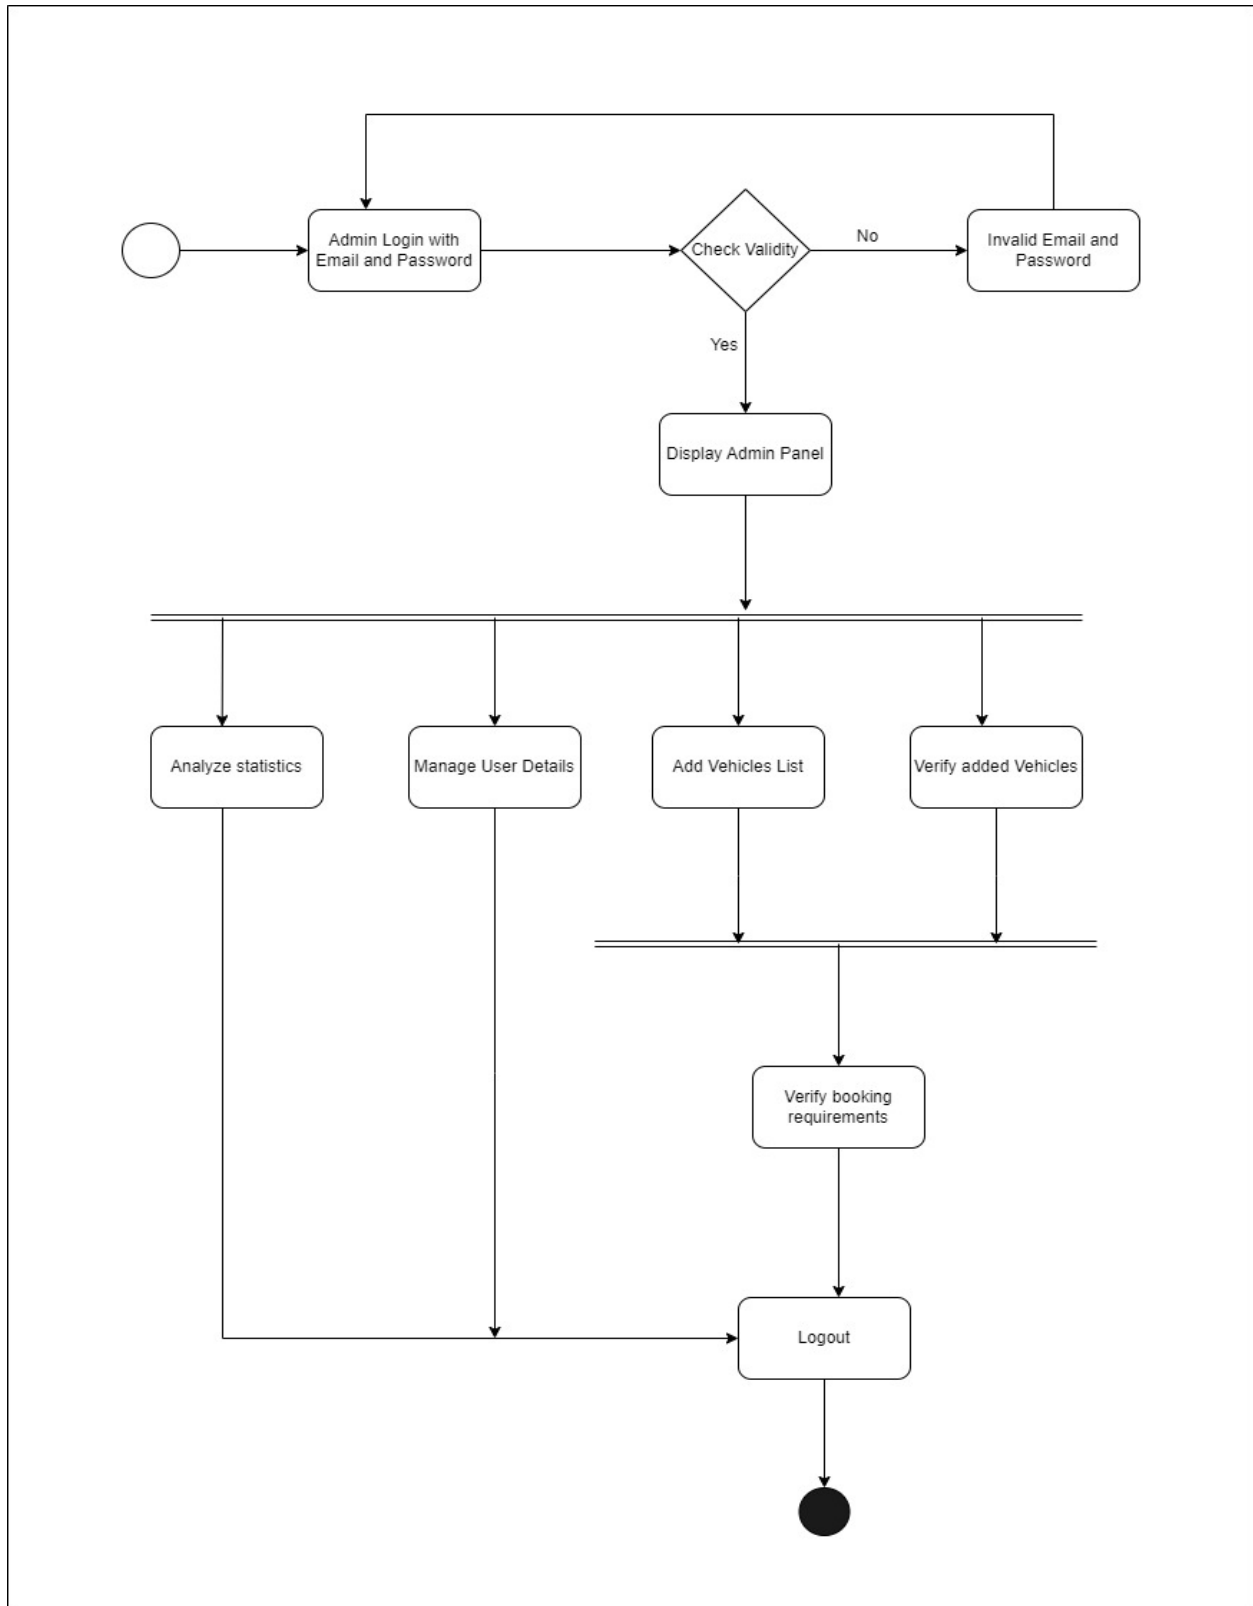 Admin Login with
Email and Password
Check Validity
No
Invalid Email and
Password
Yes
Display Admin Panel
Analyze statistics
Manage User Details
Add Vehicles List
Verify added Vehicles
Verify booking
requirements
Logout